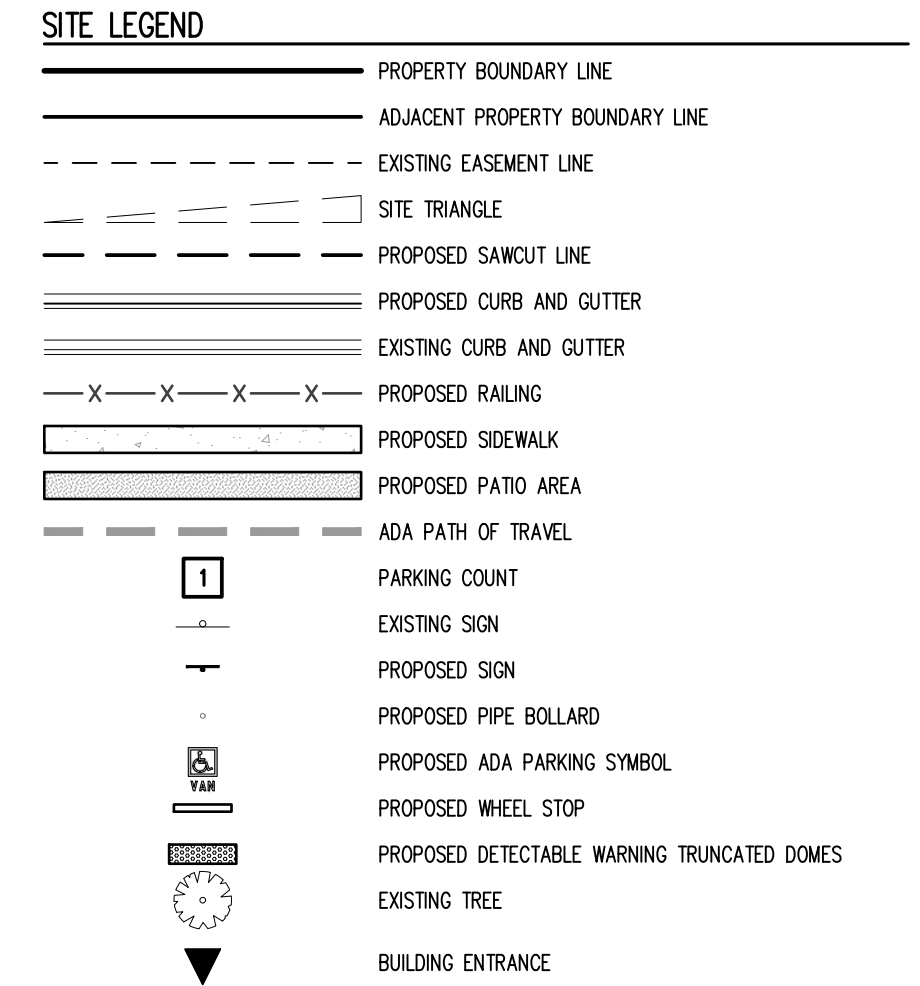 SITE LEGEND
PROPERTY BOUNDARY LINE
ADJACENT PROPERTY BOUNDARY LINE
EXISTING EASEMENT LINE
SITE TRIANGLE
PROPOSED SAWCUT LINE
PROPOSED CURB AND GUTTER
EXISTING CURB AND GUTTER
X X X X PROPOSED RAILING
PROPOSED SIDEWALK
PROPOSED PATIO AREA
ADA PATH OF TRAVEL
1 PARKING COUNT
EXISTING SIGN
PROPOSED SIGN
PROPOSED PIPE BOLLARD
PROPOSED ADA PARKING SYMBOL
VAN
PROPOSED WHEEL STOP
PROPOSED DETECTABLE WARNING TRUNCATED DOMES
EXISTING TREE
BUILDING ENTRANCE